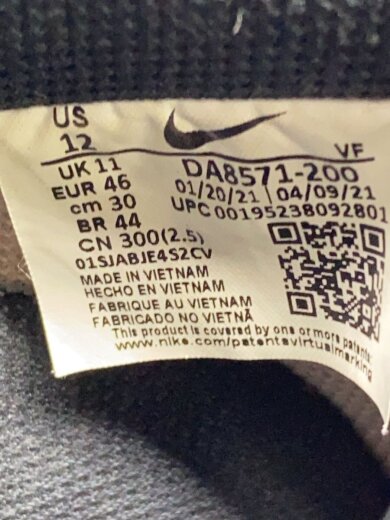 US
12
VF
UK 11
EUR 46
cm 30
BR 44
CN 300(2.5)
01SJABJE4S2CV
DA8571-200
01/20/21 | 04/09/21
UPC 00195238092801
MADE IN VIETNAM
HECHO EN VIETNAM
FABRIQUE AU VIETNAM
FABRICADO NO VIETNÃ
This product is covered by one or more patents:
www.nike.com/patentsvirtualmarking